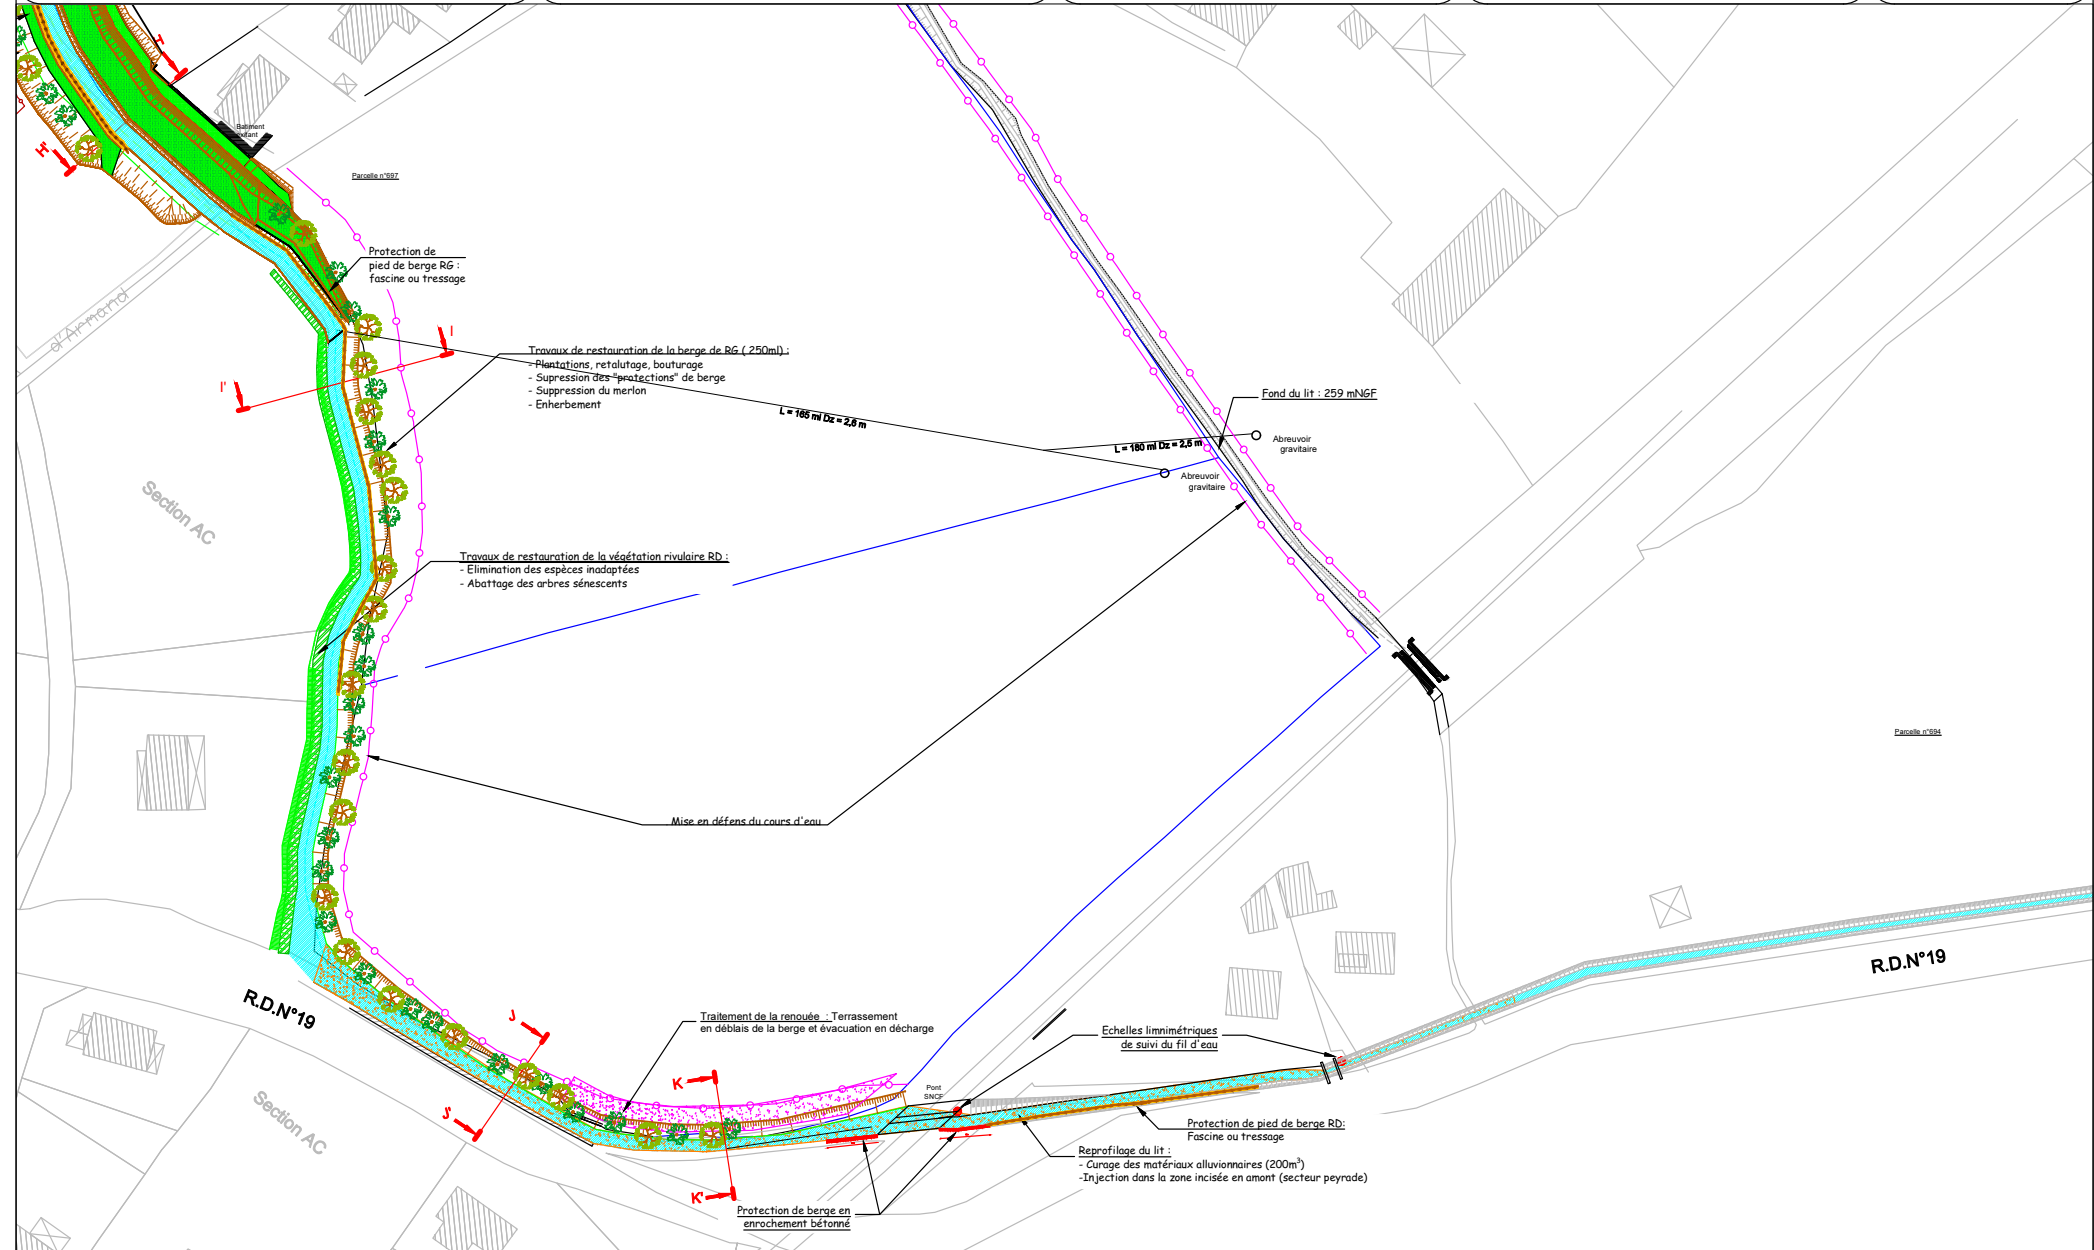 H
H'
Batiment
Parcelle n°697
Protection de
pied de berge RG :
fascine ou tressage
d'Armand
I
I'
Travaux de restauration de la berge de RG ( 250ml) :
- Plantations, retalutage, bouturage
- Supression des "protections" de berge
- Suppression du merlon
- Enherbement
L = 165 ml Dz = 2,6 m
Fond du lit : 259 mNGF
L = 180 ml Dz = 2,5 m
Abreuvoir
gravitaire
Abreuvoir
gravitaire
Section AC
Travaux de restauration de la végétation rivulaire RD :
- Elimination des espèces inadaptées
- Abattage des arbres sénescents
Parcelle n°694
Mise en défens du cours d'eau
R.D.N°19
R.D.N°19
J
Traitement de la renouée : Terrassement
en déblais de la berge et évacuation en décharge
Echelles limnimétriques
de suivi du fil d'eau
K
Pont
SNCF
Section AC
Protection de pied de berge RD:
Fascine ou tressage
Reprofilage du lit :
- Curage des matériaux alluvionnaires (200m³)
-Injection dans la zone incisée en amont (secteur peyrade)
K'
Protection de berge en
enrochement bétonné